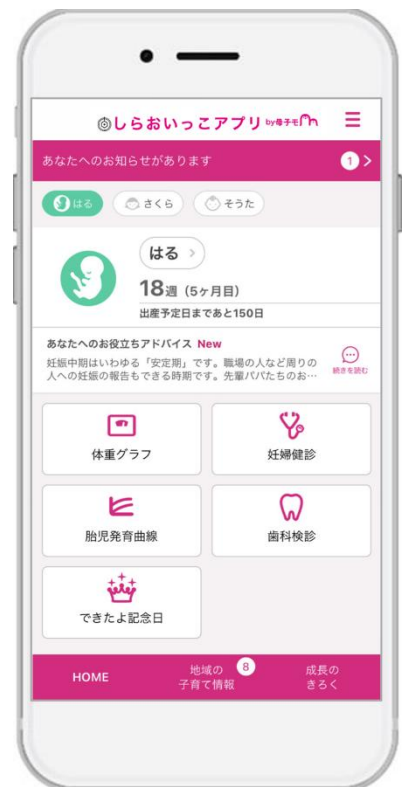 しらおいっこアプリ by母子モ
あなたへのお知らせがあります 1 >
はる さくら そうた
はる >
18週（5ヶ月目）
出産予定日まであと150日
あなたへのお役立ちアドバイス New
妊娠中期はいわゆる「安定期」です。職場の人など周りの
人への妊娠の報告もできる時期です。先輩パパたちのお…
続きを読む
体重グラフ 妊婦健診
胎児発育曲線 歯科検診
できたよ記念日
HOME
地域の 8
子育て情報
成長の
きろく